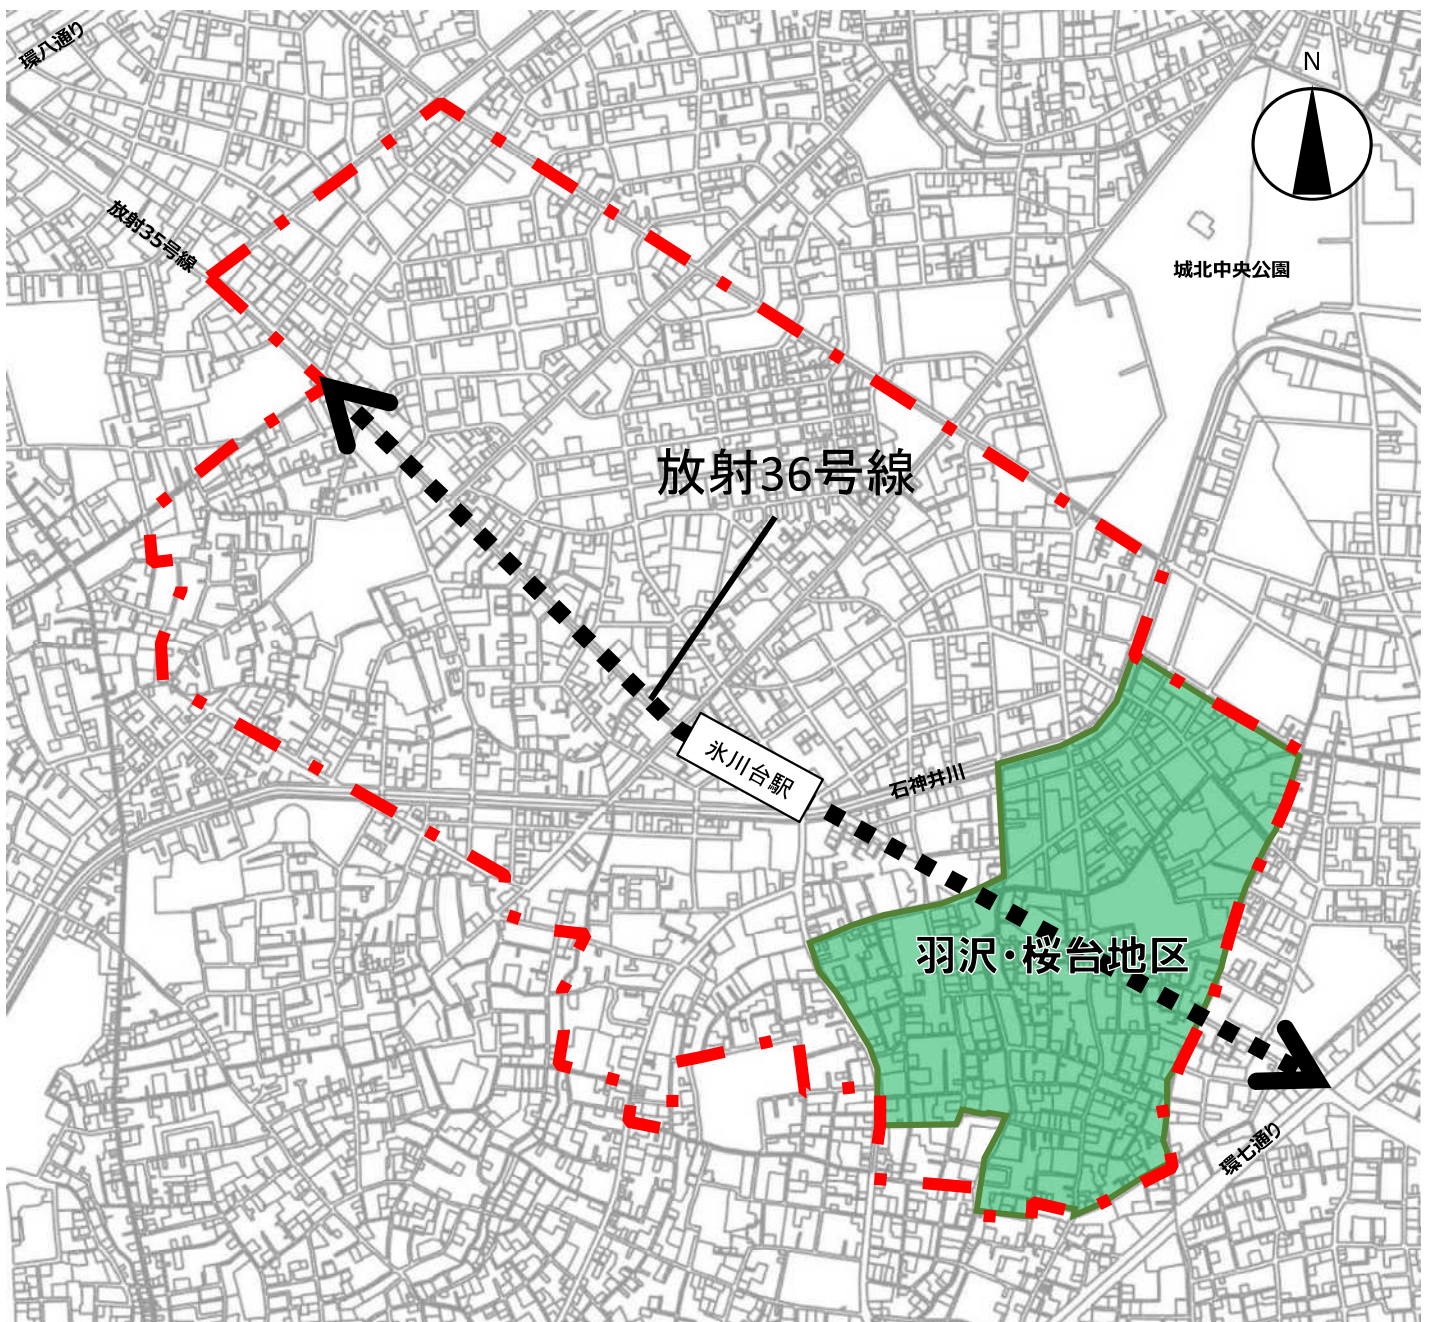 環八通り
N
放射35号線
城北中央公園
放射36号線
氷川台駅
石神井川
羽沢・桜台地区
環七通り